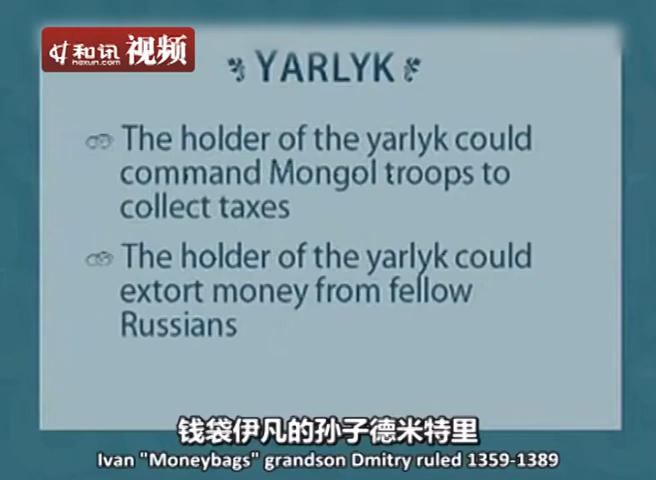 和讯 视频
hexun.com
YARLYK
The holder of the yarlyk could
command Mongol troops to
collect taxes
The holder of the yarlyk could
extort money from fellow
Russians
钱袋伊凡的孙子德米特里
Ivan "Moneybags" grandson Dmitry ruled 1359-1389